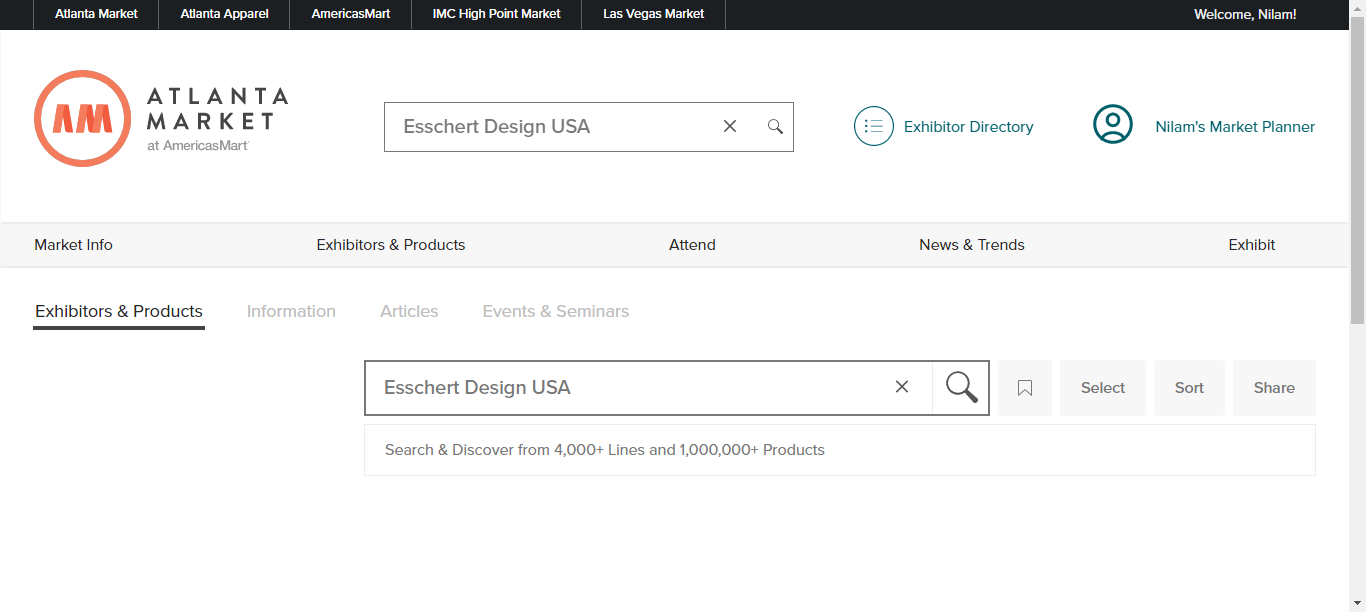 Atlanta Market Atlanta Apparel AmericasMart IMC High Point Market Las Vegas Market Welcome, Nilam!
AM
ATLANTA
MARKET
at AmericasMart
Esschert Design USA
Exhibitor Directory
Nilam's Market Planner
Market Info Exhibitors & Products Attend News & Trends Exhibit
Exhibitors & Products Information Articles Events & Seminars
Esschert Design USA
Select Sort Share
Search & Discover from 4,000+ Lines and 1,000,000+ Products